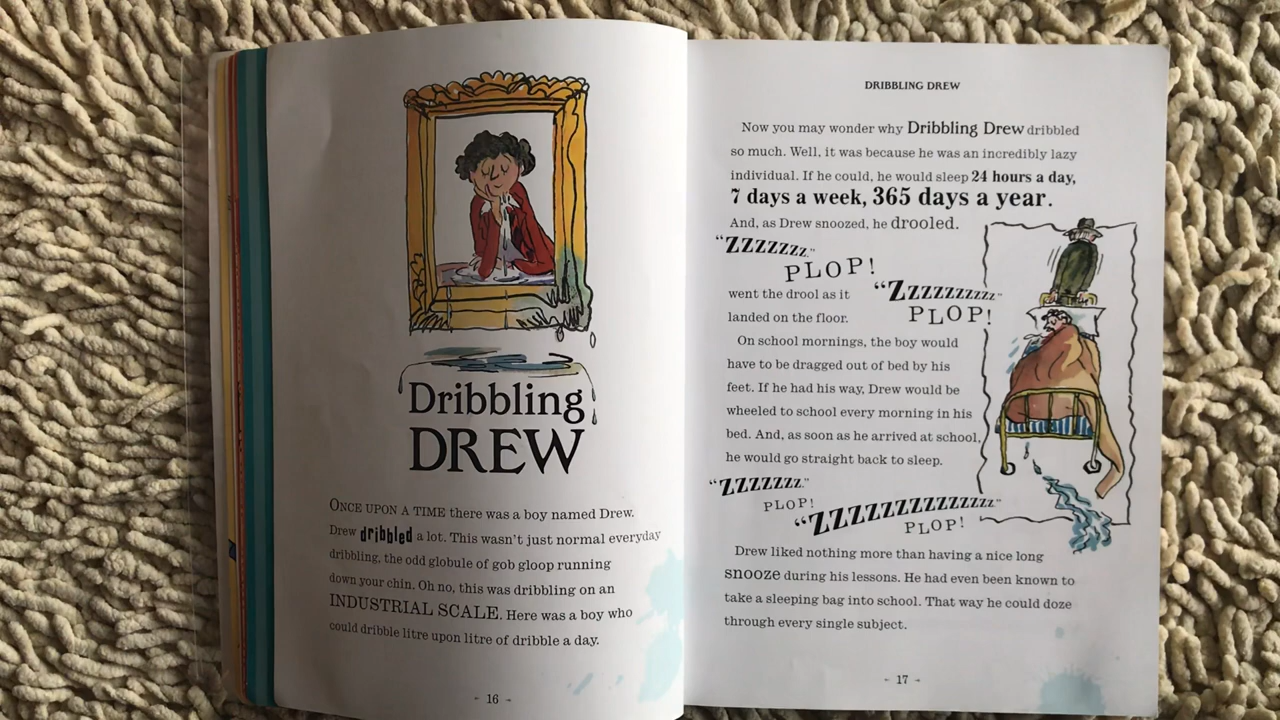 Dribbling
DREW
ONCE UPON A TIME there was a boy named Drew.
Drew dribbled a lot. This wasn't just normal everyday
dribbling, the odd globule of gob gloop running
down your chin. Oh no, this was dribbling on an
INDUSTRIAL SCALE. Here was a boy who
could dribble litre upon litre of dribble a day.
- 16 -
DRIBBLING DREW
Now you may wonder why Dribbling Drew dribbled
so much. Well, it was because he was an incredibly lazy
individual. If he could, he would sleep 24 hours a day,
7 days a week, 365 days a year.
And, as Drew snoozed, he drooled.
“ZZZZZZZ.”
PLOP!
went the drool as it
“ZZZZZZZZZZ”
landed on the floor.
PLOP!
On school mornings, the boy would
have to be dragged out of bed by his
feet. If he had his way, Drew would be
wheeled to school every morning in his
bed. And, as soon as he arrived at school,
he would go straight back to sleep.
“ZZZZZZZ.”
PLOP!
“ZZZZZZZZZZZZZZ”
PLOP!
Drew liked nothing more than having a nice long
snooze during his lessons. He had even been known to
take a sleeping bag into school. That way he could doze
through every single subject.
- 17 -